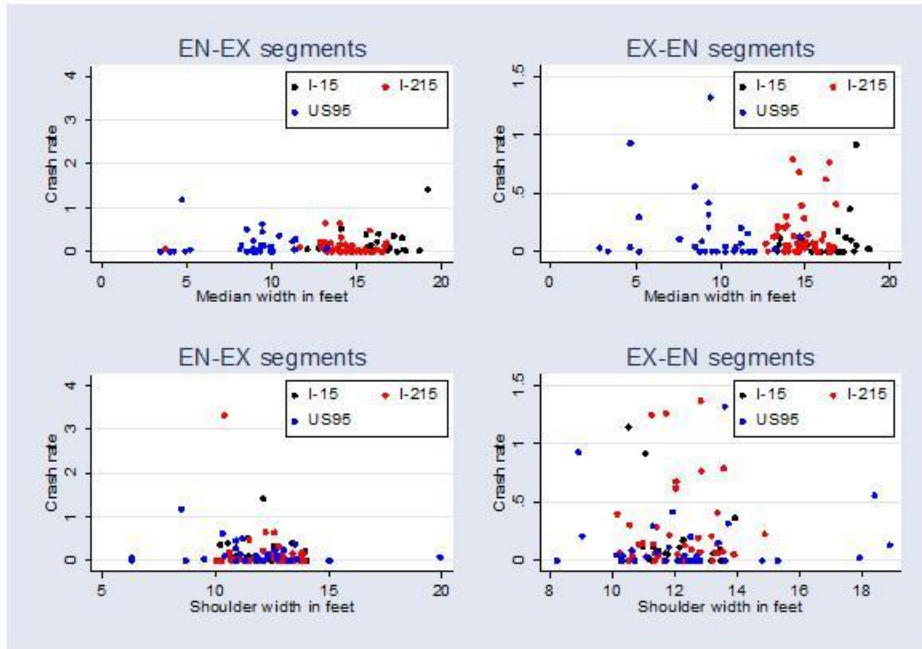 EN-EX segments
4
3
2
1
0
Crash rate
I-15
I-215
US95
0
5
10
15
20
Median width in feet
EX-EN segments
1.5
1
.5
0
Crash rate
I-15
I-215
US95
0
5
10
15
20
Median width in feet
EN-EX segments
4
3
2
1
0
Crash rate
I-15
I-215
US95
5
10
15
20
Shoulder width in feet
EX-EN segments
1.5
1
.5
0
Crash rate
I-15
I-215
US95
8
10
12
14
16
18
Shoulder width in feet